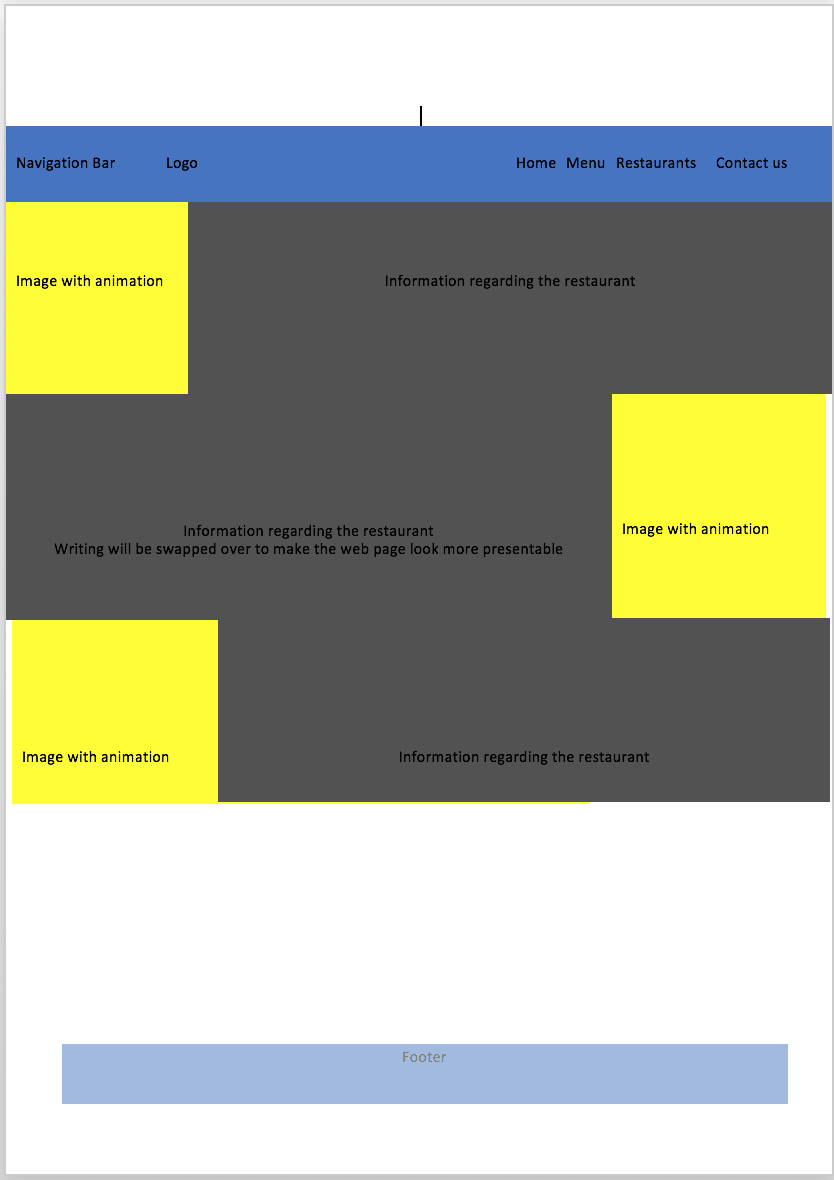 Navigation Bar Logo Home Menu Restaurants Contact us
Image with animation Information regarding the restaurant
Information regarding the restaurant
Writing will be swapped over to make the web page look more presentable
Image with animation
Image with animation Information regarding the restaurant
Footer